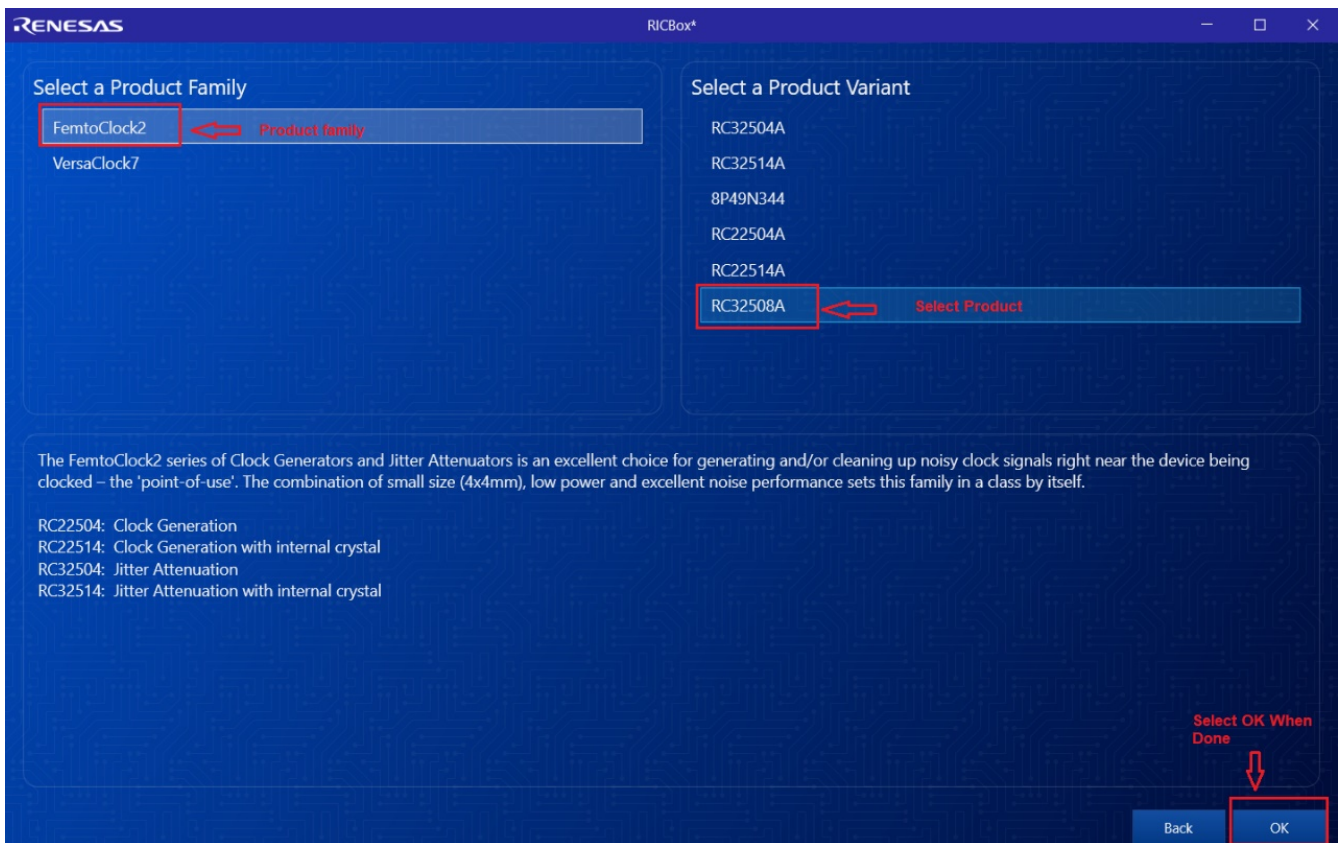 RENESAS
RICBox*
Select a Product Family
FemtoClock2
Product family
VersaClock7
Select a Product Variant
RC32504A
RC32514A
8P49N344
RC22504A
RC22514A
RC32508A
Select Product
The FemtoClock2 series of Clock Generators and Jitter Attenuators is an excellent choice for generating and/or cleaning up noisy clock signals right near the device being
clocked – the 'point-of-use'. The combination of small size (4x4mm), low power and excellent noise performance sets this family in a class by itself.
RC22504: Clock Generation
RC22514: Clock Generation with internal crystal
RC32504: Jitter Attenuation
RC32514: Jitter Attenuation with internal crystal
Select OK When
Done
Back
OK